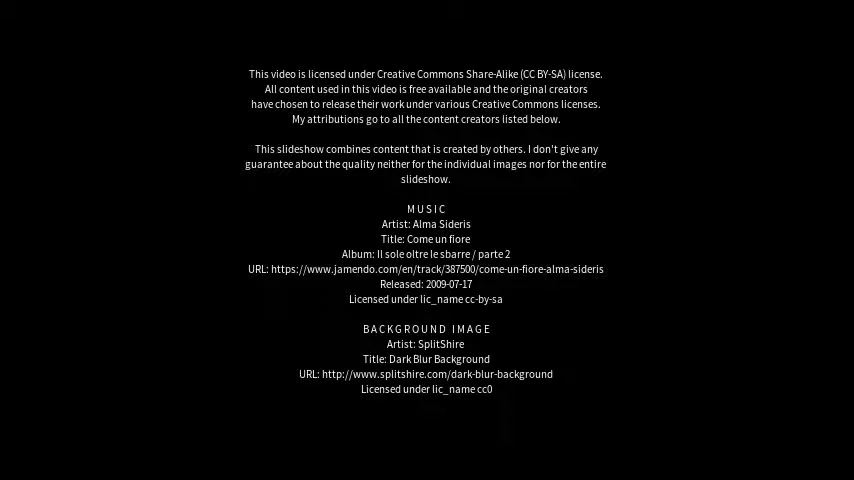 This video is licensed under Creative Commons Share-Alike (CC BY-SA) license.
All content used in this video is free available and the original creators
have chosen to release their work under various Creative Commons licenses.
My attributions go to all the content creators listed below.
This slideshow combines content that is created by others. I don't give any
guarantee about the quality neither for the individual images nor for the entire
slideshow.
MUSIC
Artist: Alma Sideris
Title: Come un fiore
Album: Il sole oltre le sbarre / parte 2
URL: https://www.jamendo.com/en/track/387500/come-un-fiore-alma-sideris
Released: 2009-07-17
Licensed under lic_name cc-by-sa
BACKGROUND IMAGE
Artist: SplitShire
Title: Dark Blur Background
URL: http://www.splitshire.com/dark-blur-background
Licensed under lic_name cc0